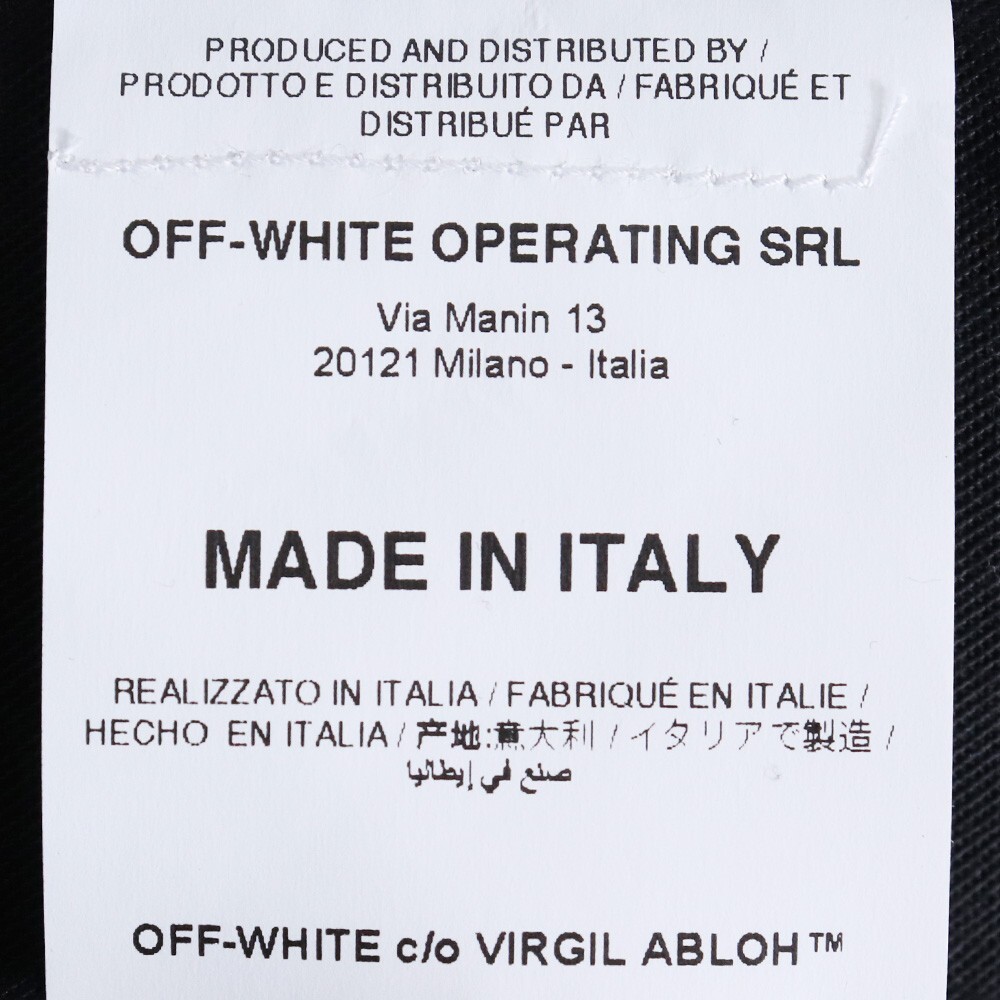 PRODUCED AND DISTRIBUTED BY /
PRODOTTO E DISTRIBUITO DA / FABRIQUÉ ET
DISTRIBUÉ PAR
OFF-WHITE OPERATING SRL
Via Manin 13
20121 Milano - Italia
MADE IN ITALY
REALIZZATO IN ITALIA / FABRIQUÉ EN ITALIE /
HECHO EN ITALIA / 产地:意大利 / イタリアで製造 /
صنع في إيطاليا
OFF-WHITE c/o VIRGIL ABLOH™